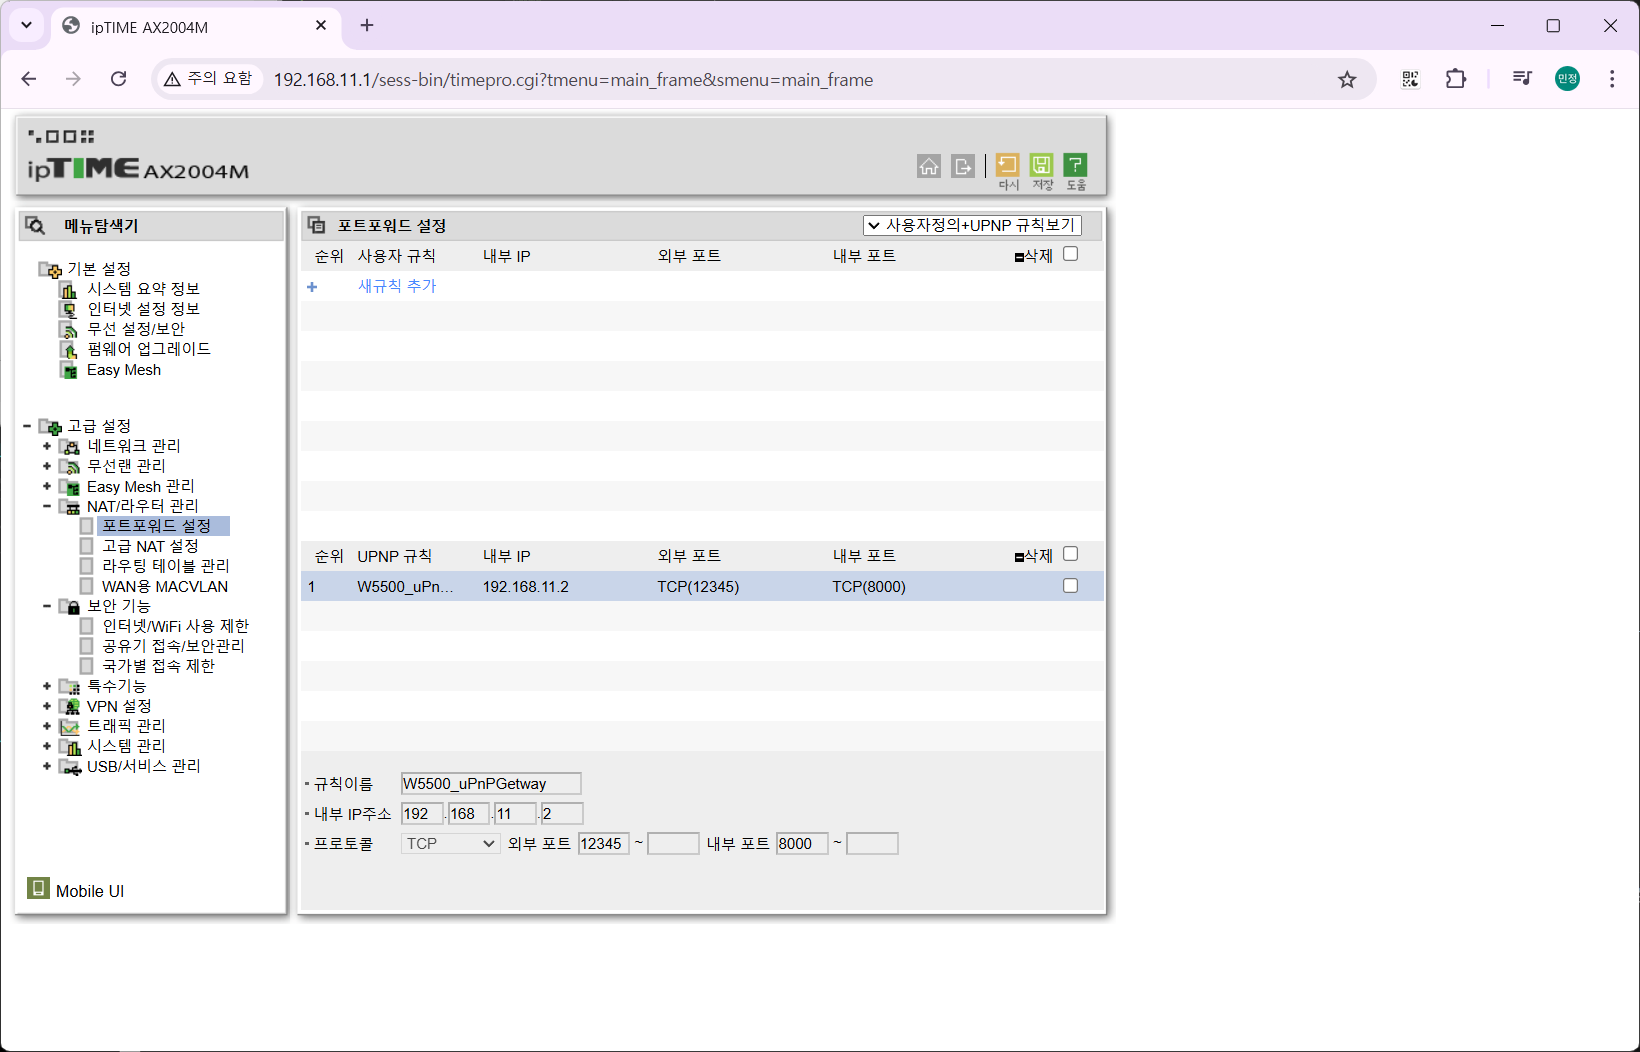 ipTIME AX2004M
주의 요함
192.168.11.1/sess-bin/timepro.cgi?tmenu=main_frame&smenu=main_frame
민정
ipTIME AX2004M
다시 저장 도움
메뉴탐색기
기본 설정
시스템 요약 정보
인터넷 설정 정보
무선 설정/보안
펌웨어 업그레이드
Easy Mesh
고급 설정
네트워크 관리
무선랜 관리
Easy Mesh 관리
NAT/라우터 관리
포트포워드 설정
고급 NAT 설정
라우팅 테이블 관리
WAN용 MACVLAN
보안 기능
인터넷/WiFi 사용 제한
공유기 접속/보안관리
국가별 접속 제한
특수기능
VPN 설정
트래픽 관리
시스템 관리
USB/서비스 관리
Mobile UI
포트포워드 설정 사용자정의+UPNP 규칙보기
순위 사용자 규칙 내부 IP 외부 포트 내부 포트 삭제
+ 새규칙 추가
순위 UPNP 규칙 내부 IP 외부 포트 내부 포트 삭제
1 W5500_uPn... 192.168.11.2 TCP(12345) TCP(8000)
규칙이름 W5500_uPnPGetway
내부 IP주소 192 . 168 . 11 . 2
프로토콜 TCP 외부 포트 12345 ~ 내부 포트 8000 ~